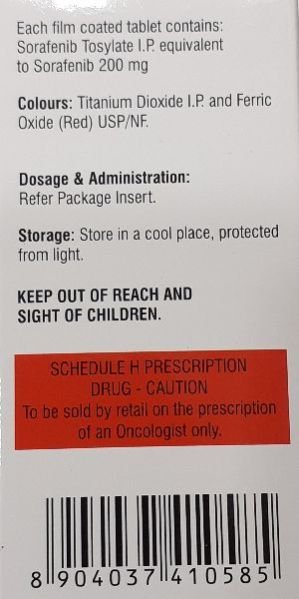 Each film coated tablet contains:
Sorafenib Tosylate I.P. equivalent
to Sorafenib 200 mg
Colours: Titanium Dioxide I.P. and Ferric
Oxide (Red) USP/NF.
Dosage & Administration:
Refer Package Insert.
Storage: Store in a cool place, protected
from light.
KEEP OUT OF REACH AND
SIGHT OF CHILDREN.
SCHEDULE H PRESCRIPTION
DRUG - CAUTION
To be sold by retail on the prescription
of an Oncologist only.
8 904037 410585